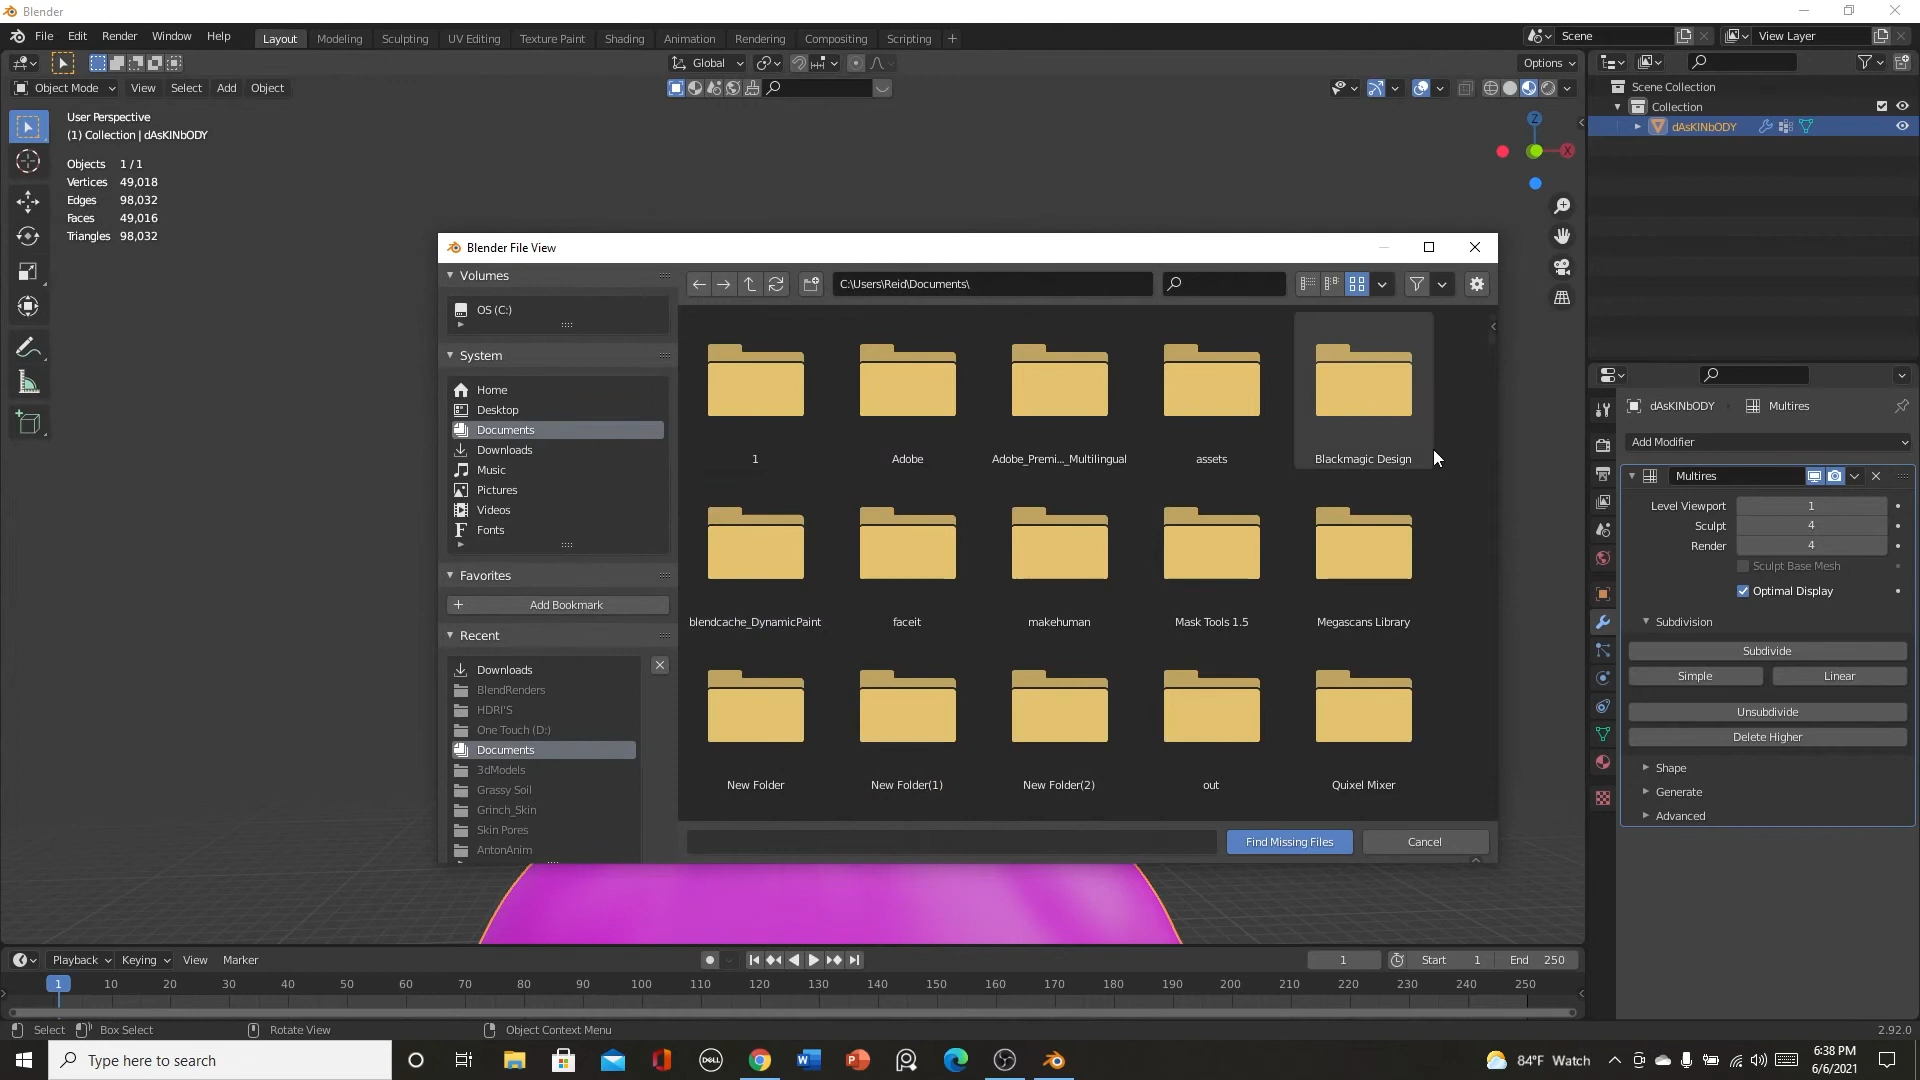 Blender
File Edit Render Window Help
Layout Modeling Sculpting UV Editing Texture Paint Shading Animation Rendering Compositing Scripting +
Scene
View Layer
Global
Options
Object Mode View Select Add Object
User Perspective
(1) Collection | dAsKINbODY
Objects 1 / 1
Vertices 49,018
Edges 98,032
Faces 49,016
Triangles 98,032
Z
X
Scene Collection
Collection
dAsKINbODY
Blender File View
Volumes
OS (C:)
System
Home
Desktop
Documents
Downloads
Music
Pictures
Videos
Fonts
Favorites
Add Bookmark
Recent
Downloads
BlendRenders
HDRI'S
One Touch (D:)
Documents
3dModels
Grassy Soil
Grinch_Skin
Skin Pores
AntonAnim
C:\Users\Reid\Documents\
1 Adobe Adobe_Premi..._Multilingual assets Blackmagic Design
blendcache_DynamicPaint faceit makehuman Mask Tools 1.5 Megascans Library
New Folder New Folder(1) New Folder(2) out Quixel Mixer
Find Missing Files Cancel
dAsKINbODY Multires
Add Modifier
Multires
Level Viewport 1
Sculpt 4
Render 4
Sculpt Base Mesh
Optimal Display
Subdivision
Subdivide
Simple Linear
Unsubdivide
Delete Higher
Shape
Generate
Advanced
Playback Keying View Marker
1 Start 1 End 250
1 10 20 30 40 50 60 70 80 90 100 110 120 130 140 150 160 170 180 190 200 210 220 230 240 250
Select Box Select Rotate View Object Context Menu 2.92.0
Type here to search
DELL
84°F Watch
6:38 PM
6/6/2021